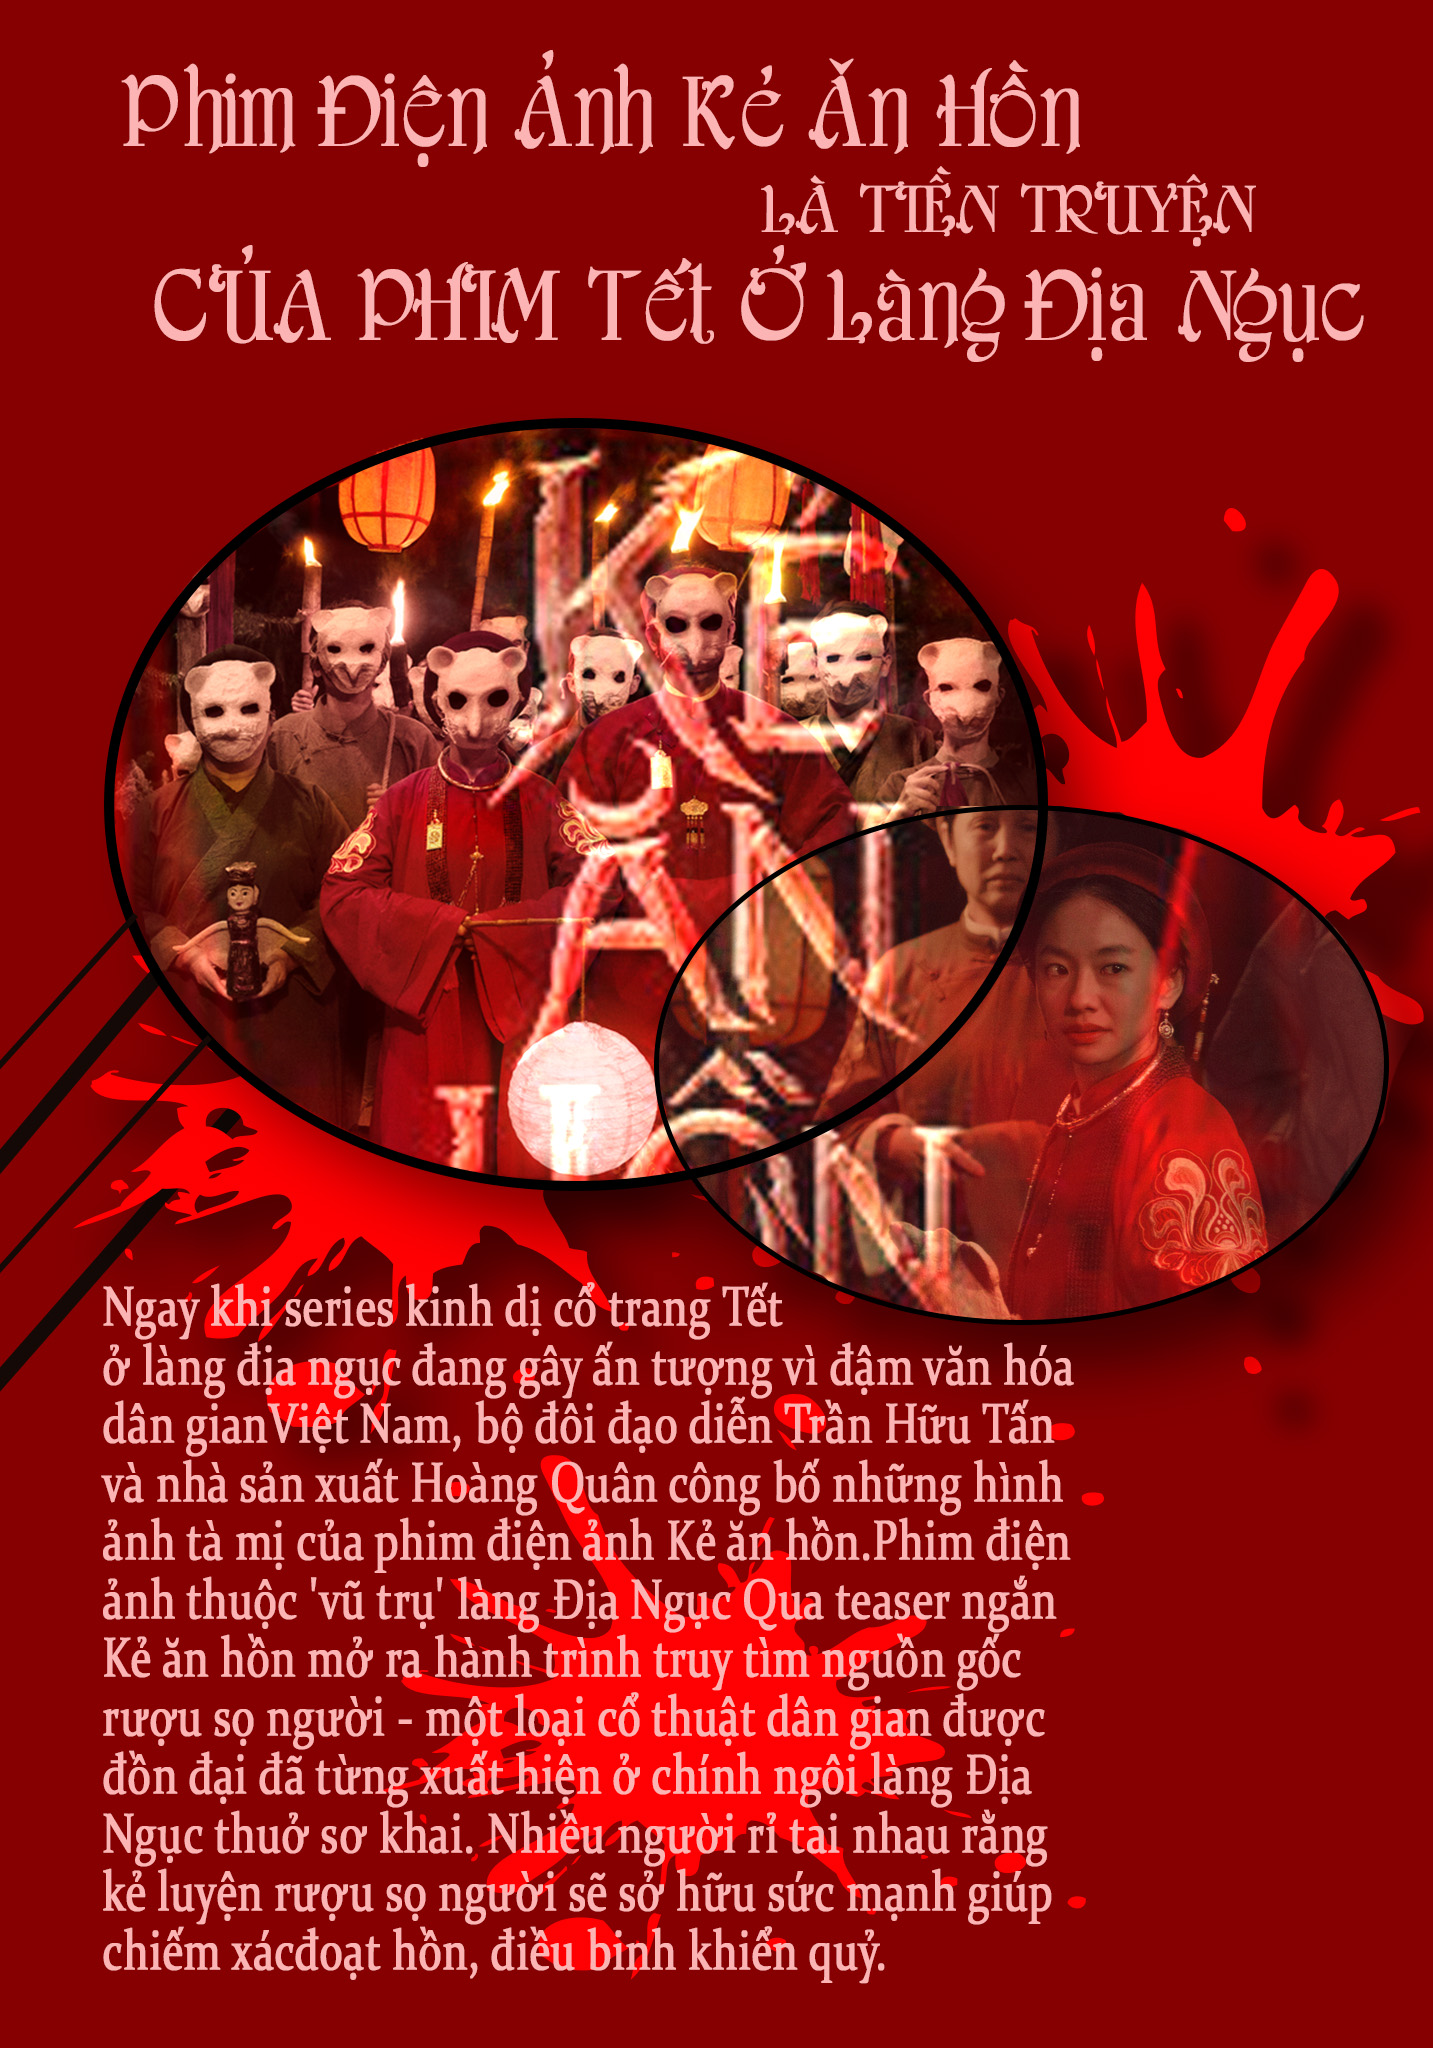 Phim Điện Ảnh Kẻ Ăn Hồn
LÀ TIỀN TRUYỆN
CỦA PHIM Tết Ở Làng Địa Ngục
KẺ
ĂN
HỒN
Ngay khi series kinh dị cổ trang Tết
ở làng địa ngục đang gây ấn tượng vì đậm văn hóa
dân gianViệt Nam, bộ đôi đạo diễn Trần Hữu Tấn
và nhà sản xuất Hoàng Quân công bố những hình
ảnh tà mị của phim điện ảnh Kẻ ăn hồn.Phim điện
ảnh thuộc 'vũ trụ' làng Địa Ngục Qua teaser ngắn
Kẻ ăn hồn mở ra hành trình truy tìm nguồn gốc
rượu sọ người - một loại cổ thuật dân gian được
đồn đại đã từng xuất hiện ở chính ngôi làng Địa
Ngục thuở sơ khai. Nhiều người rỉ tai nhau rằng
kẻ luyện rượu sọ người sẽ sở hữu sức mạnh giúp
chiếm xácđoạt hồn, điều binh khiển quỷ.